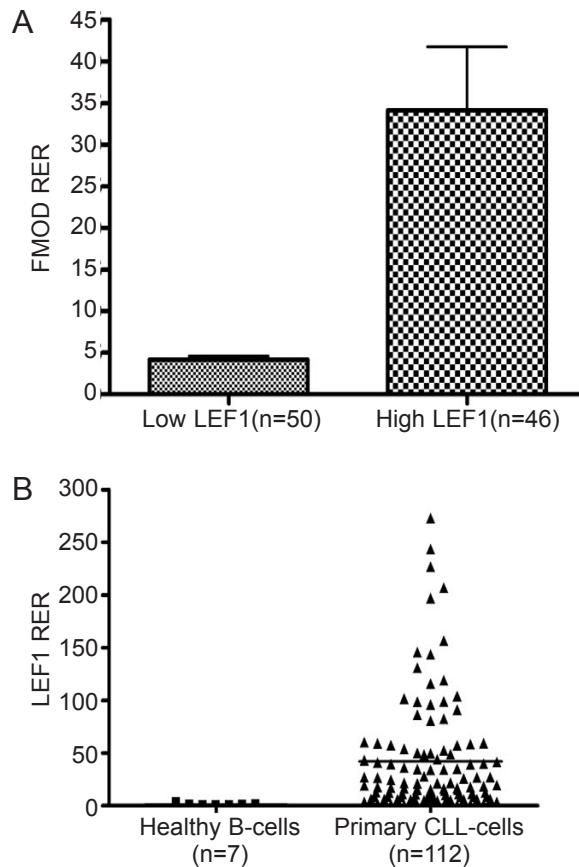 A
FMOD RER
45
40
35
30
25
20
15
10
5
0
Low LEF1(n=50) High LEF1(n=46)
B
LEF1 RER
300
250
200
150
100
50
0
Healthy B-cells Primary CLL-cells
(n=7) (n=112)